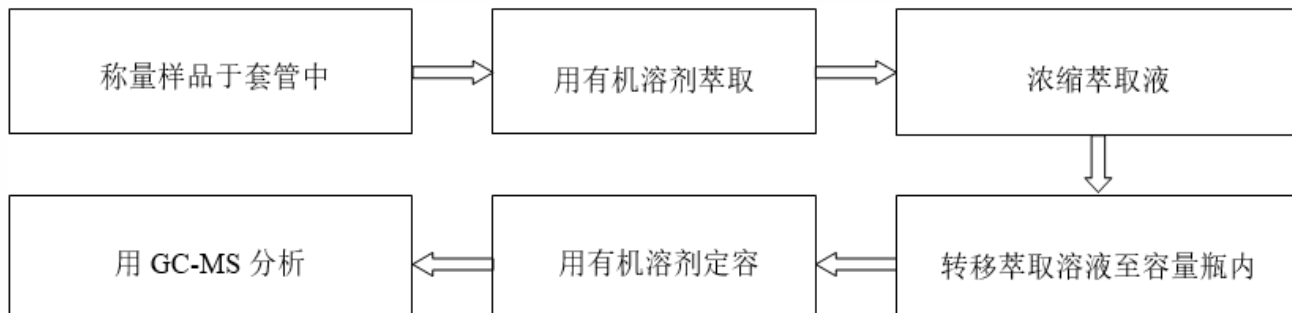 称量样品于套管中
用有机溶剂萃取
浓缩萃取液
转移萃取溶液至容量瓶内
用有机溶剂定容
用 GC-MS 分析